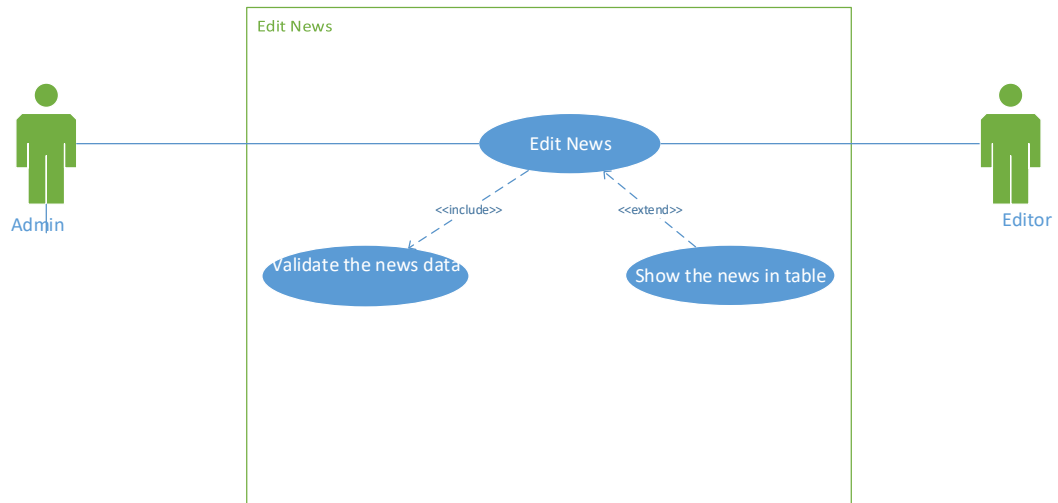 Edit News
Edit News
<<include>>
<<extend>>
Admin
Editor
Validate the news data
Show the news in table